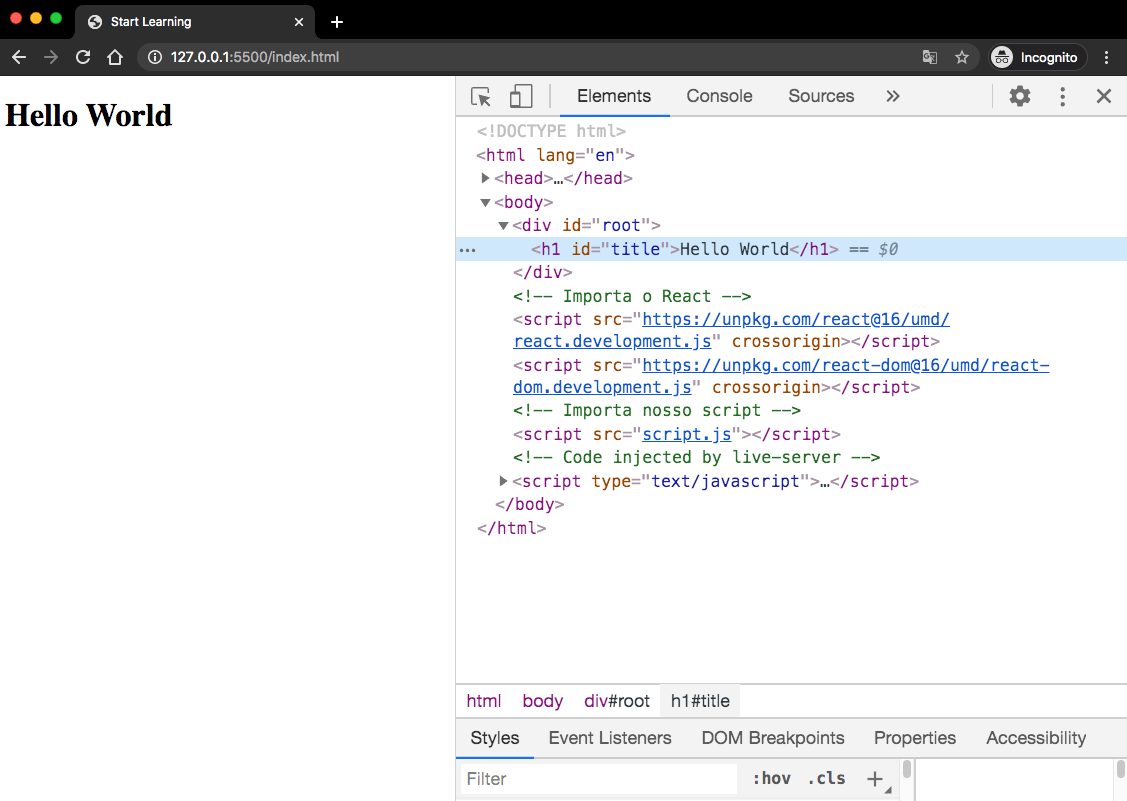 Start Learning
127.0.0.1:5500/index.html
Incognito
Hello World
Elements Console Sources
<!DOCTYPE html>
<html lang="en">
<head>…</head>
<body>
<div id="root">
<h1 id="title">Hello World</h1> == $0
</div>
<!-- Importa o React -->
<script src="https://unpkg.com/react@16/umd/
react.development.js" crossorigin></script>
<script src="https://unpkg.com/react-dom@16/umd/react-
dom.development.js" crossorigin></script>
<!-- Importa nosso script -->
<script src="script.js"></script>
<!-- Code injected by live-server -->
<script type="text/javascript">…</script>
</body>
</html>
html body div#root h1#title
Styles Event Listeners DOM Breakpoints Properties Accessibility
Filter :hov .cls